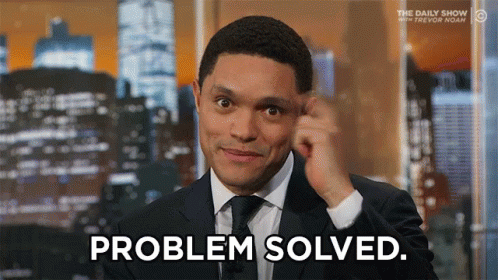 THE DAILY SHOW
WITH TREVOR NOAH
PROBLEM SOLVED.